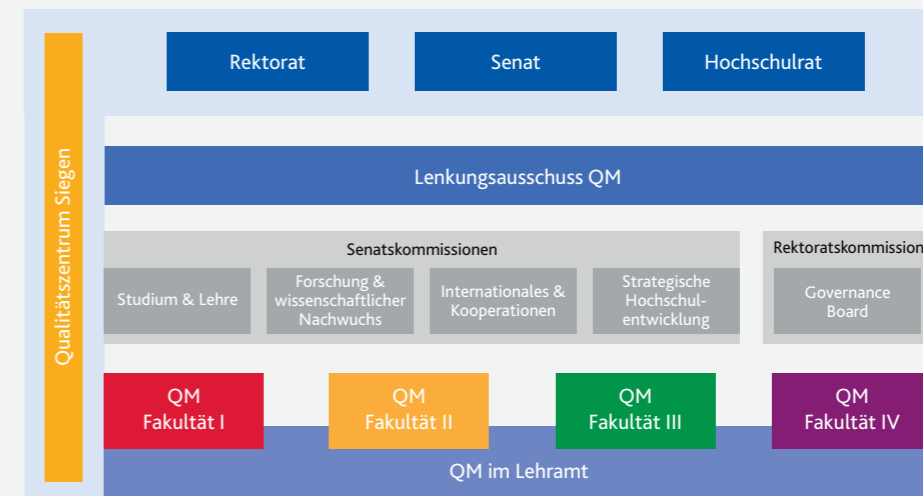 Qualitätszentrum Siegen
Rektorat
Senat
Hochschulrat
Lenkungsausschuss QM
Senatskommissionen
Rektoratskommission
Studium & Lehre
Forschung &
wissenschaftlicher
Nachwuchs
Internationales &
Kooperationen
Strategische
Hochschul-
entwicklung
Governance
Board
QM
Fakultät I
QM
Fakultät II
QM
Fakultät III
QM
Fakultät IV
QM im Lehramt